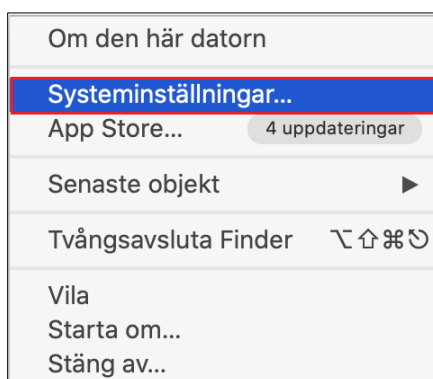 Om den här datorn
Systeminställningar...
App Store... 4 uppdateringar
Senaste objekt ▶
Tvångsavsluta Finder ⌥⇧⌘⎋
Vila
Starta om...
Stäng av...